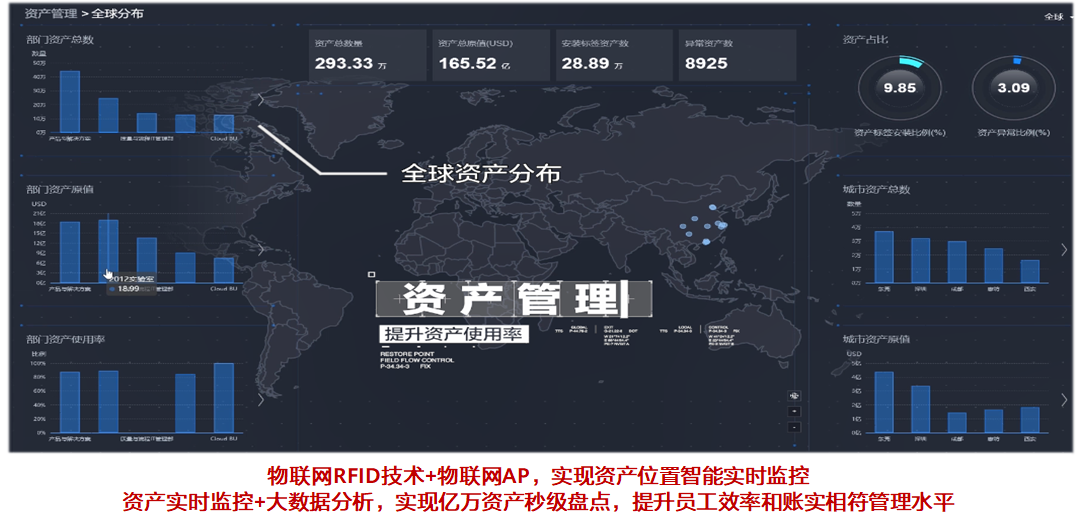 资产管理 > 全球分布
全球
部门资产总数
数量
50万
40万
30万
20万
10万
0万
产品与解决方案
质量与流程IT管理部
Cloud BU
资产总数量
293.33 万
资产总原值(USD)
165.52 亿
安装标签资产数
28.89 万
异常资产数
8925
资产占比
9.85
3.09
资产标签安装比例(%)
资产异常比例(%)
全球资产分布
部门资产原值
USD
21亿
18亿
15亿
12亿
9亿
6亿
3亿
0亿
2012实验室
18.99
产品与解决方案
Cloud BU
城市资产总数
数量
5万
4万
3万
2万
1万
0万
东莞
深圳
成都
廊坊
西安
资产管理
提升资产使用率
RESTORE POINT
FIELD FLOW CONTROL
P-34.34-3 FIX
GLOBAL
LOCAL
CONTROL
部门资产使用率
比例
100%
80%
60%
40%
20%
0%
产品与解决方案
质量与流程IT管理部
Cloud BU
城市资产原值
USD
5亿
4亿
3亿
2亿
1亿
0亿
东莞
深圳
成都
廊坊
西安
物联网RFID技术+物联网AP，实现资产位置智能实时监控
资产实时监控+大数据分析，实现亿万资产秒级盘点，提升员工效率和账实相符管理水平